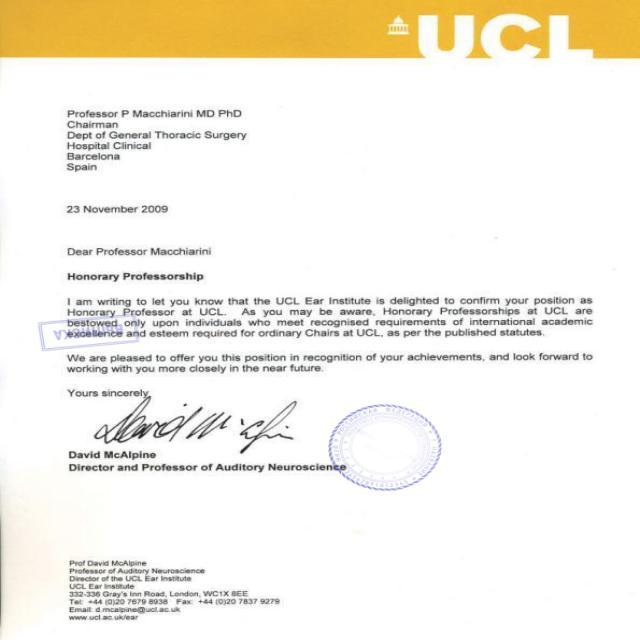 UCL
Professor P Macchiarini MD PhD
Chairman
Dept of General Thoracic Surgery
Hospital Clinical
Barcelona
Spain
23 November 2009
Dear Professor Macchiarini
Honorary Professorship
I am writing to let you know that the UCL Ear Institute is delighted to confirm your position as
Honorary Professor at UCL. As you may be aware, Honorary Professorships at UCL are
bestowed only upon individuals who meet recognised requirements of international academic
excellence and esteem required for ordinary Chairs at UCL, as per the published statutes.
We are pleased to offer you this position in recognition of your achievements, and look forward to
working with you more closely in the near future.
Yours sincerely
David McAlpine
David McAlpine
Director and Professor of Auditory Neuroscience
Prof David McAlpine
Professor of Auditory Neuroscience
Director of the UCL Ear Institute
UCL Ear Institute
332-336 Gray's Inn Road, London, WC1X 8EE
Tel: +44 (0)20 7679 8938 Fax: +44 (0)20 7837 9279
Email: d.mcalpine@ucl.ac.uk
www.ucl.ac.uk/ear